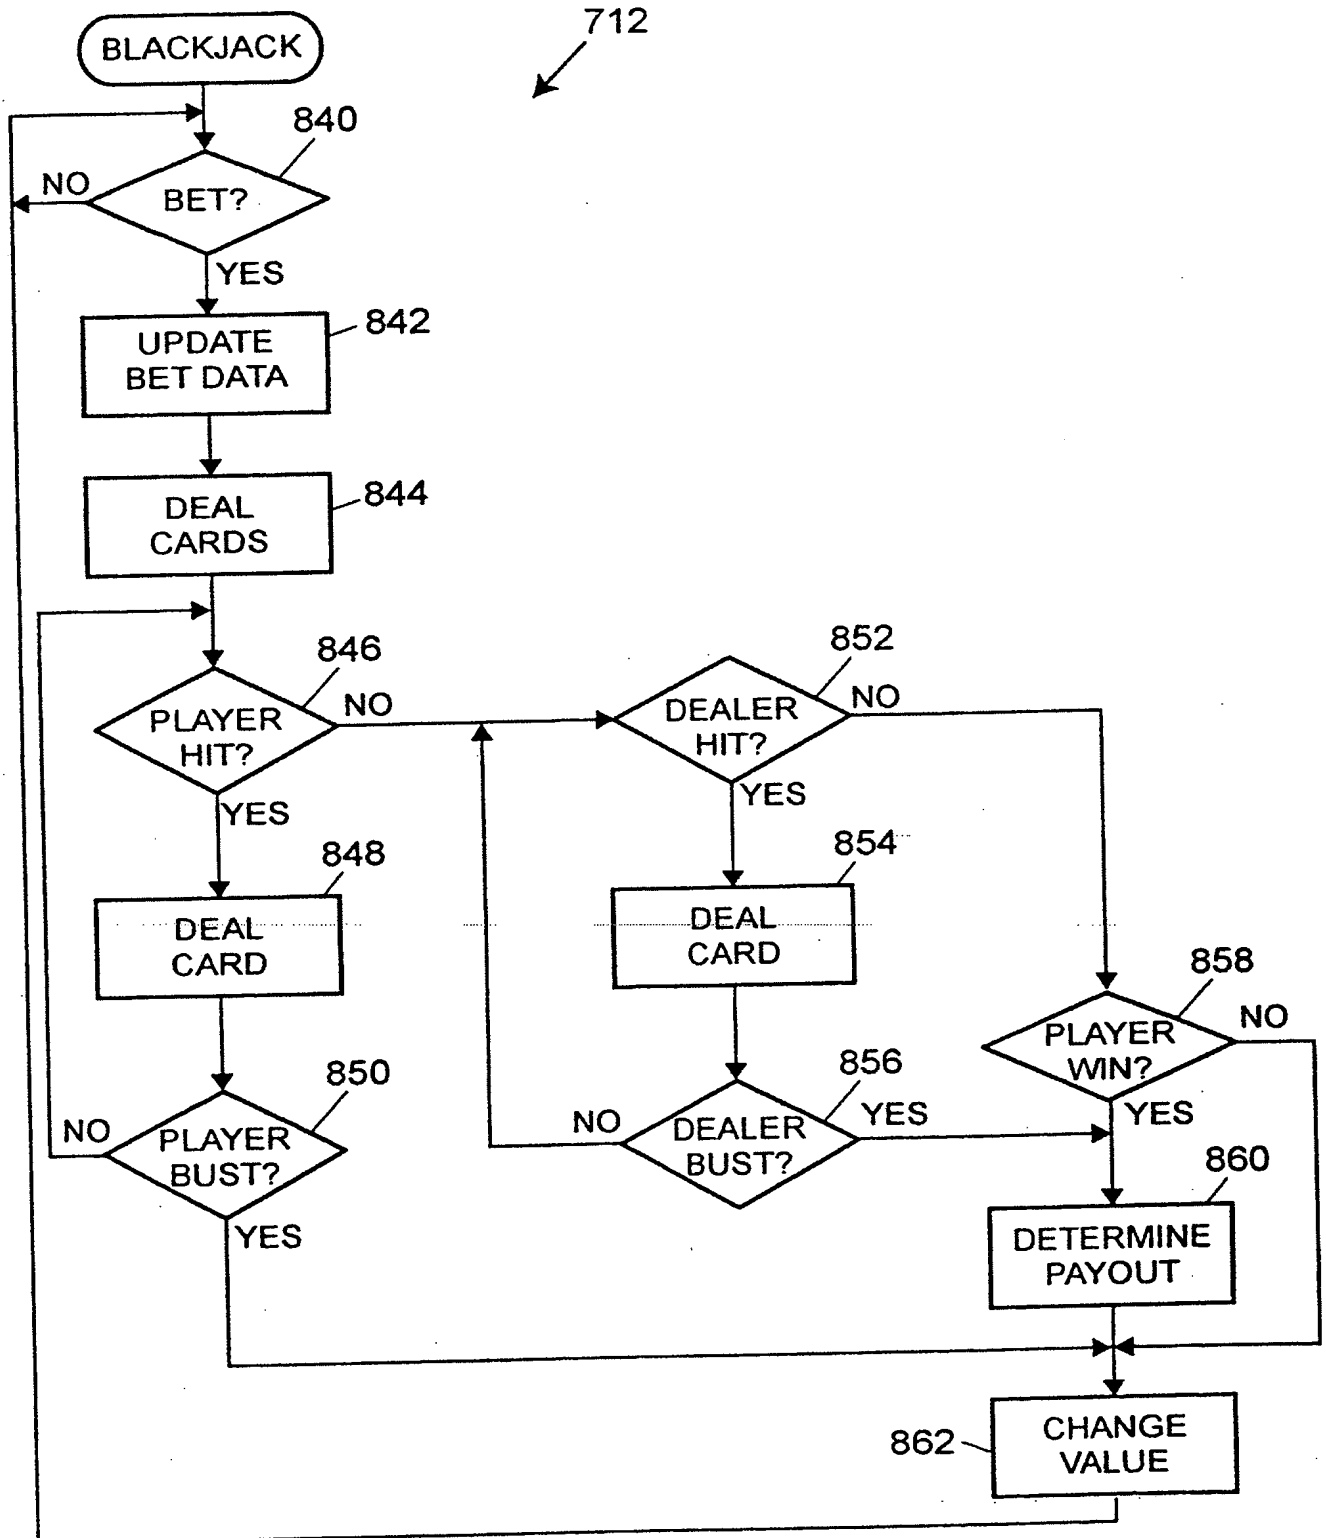 712
BLACKJACK
840
BET?
NO
YES
842
UPDATE
BET DATA
844
DEAL
CARDS
846
PLAYER
HIT?
NO
YES
852
DEALER
HIT?
NO
YES
848
DEAL
CARD
854
DEAL
CARD
850
PLAYER
BUST?
NO
YES
856
DEALER
BUST?
NO
YES
858
PLAYER
WIN?
NO
YES
860
DETERMINE
PAYOUT
862
CHANGE
VALUE